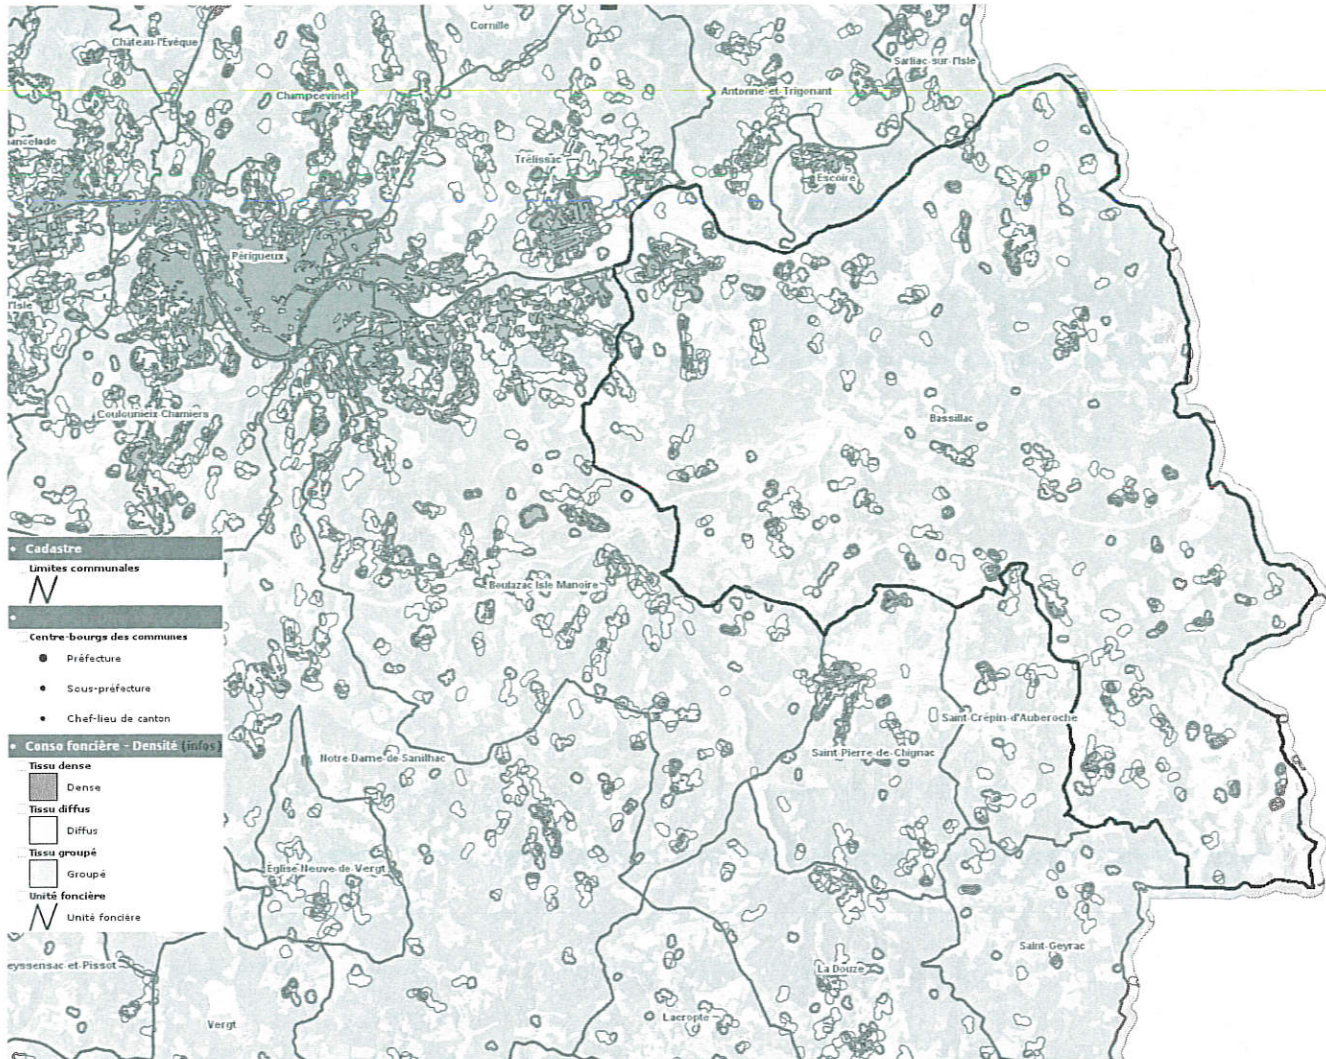 Cornille
Château-l'Evêque
Sarliac-sur-l'Isle
Champcevinel
Antonne-et-Trigonant
ancelade
Trélissac
Escoire
Périgueux
l'Isle
Coulounieix-Chamiers
Bassillac
Cadastre
Limites communales
Boulazac Isle Manoire
Centre-bourgs des communes
Préfecture
Sous-préfecture
Chef-lieu de canton
Saint-Crépin-d'Auberoche
Conso foncière - Densité (infos)
Notre-Dame-de-Sanilhac
Saint-Pierre-de-Chignac
Tissu dense
Dense
Tissu diffus
Diffus
Tissu groupé
Groupé
Église-Neuve-de-Vergt
Unité foncière
Unité foncière
Saint-Geyrac
eyssensac-et-Pissot
La Douze
Lacropte
Vergt